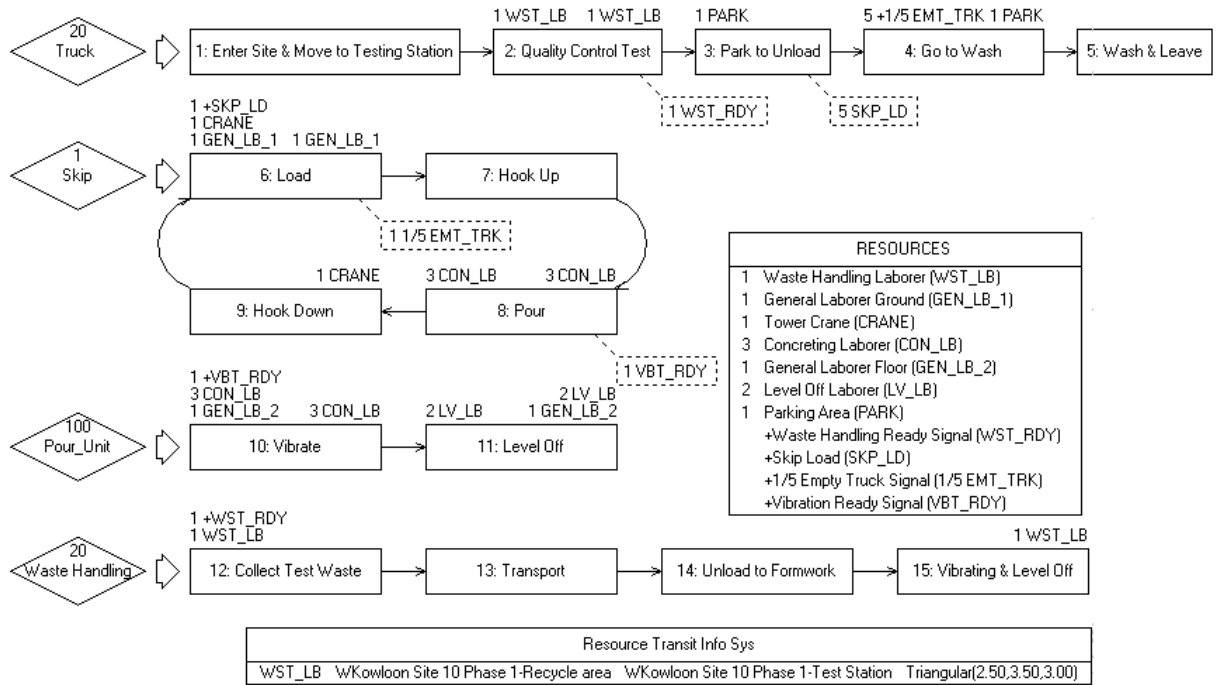 20
Truck
1: Enter Site & Move to Testing Station
1 WST_LB 1 WST_LB
2: Quality Control Test
1 WST_RDY
1 PARK
3: Park to Unload
5 SKP_LD
5 +1/5 EMT_TRK 1 PARK
4: Go to Wash
5: Wash & Leave
1
Skip
1 +SKP_LD
1 CRANE
1 GEN_LB_1 1 GEN_LB_1
6: Load
1 1/5 EMT_TRK
7: Hook Up
1 CRANE
9: Hook Down
3 CON_LB 3 CON_LB
8: Pour
1 VBT_RDY
RESOURCES
1 Waste Handling Laborer (WST_LB)
1 General Laborer Ground (GEN_LB_1)
1 Tower Crane (CRANE)
3 Concreting Laborer (CON_LB)
1 General Laborer Floor (GEN_LB_2)
2 Level Off Laborer (LV_LB)
1 Parking Area (PARK)
+Waste Handling Ready Signal (WST_RDY)
+Skip Load (SKP_LD)
+1/5 Empty Truck Signal (1/5 EMT_TRK)
+Vibration Ready Signal (VBT_RDY)
100
Pour_Unit
1 +VBT_RDY
3 CON_LB
1 GEN_LB_2 3 CON_LB
10: Vibrate
2 LV_LB
2 LV_LB 1 GEN_LB_2
11: Level Off
20
Waste Handling
1 +WST_RDY
1 WST_LB
12: Collect Test Waste
13: Transport
14: Unload to Formwork
1 WST_LB
15: Vibrating & Level Off
Resource Transit Info Sys
WST_LB WKowloon Site 10 Phase 1-Recycle area WKowloon Site 10 Phase 1-Test Station Triangular(2.50,3.50,3.00)